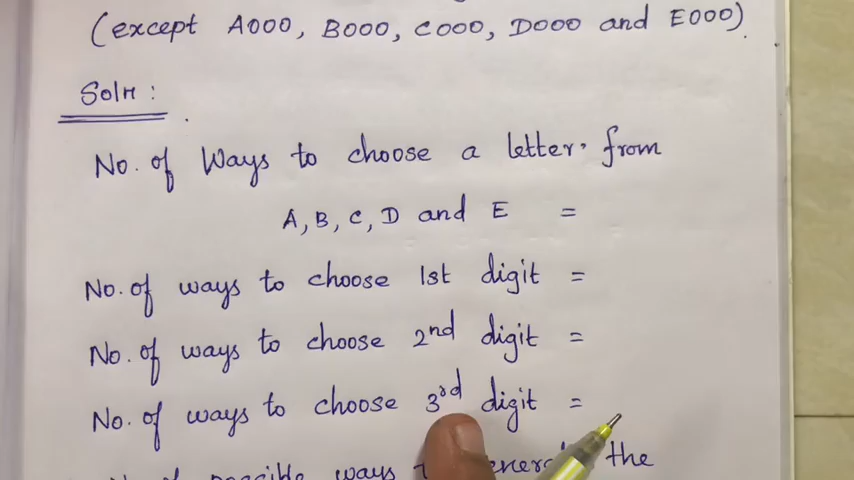 (except A000, B000, C000, D000 and E000)
Soln :
No. of Ways to choose a letter from
A, B, C, D and E =
No. of ways to choose 1st digit =
No. of ways to choose 2nd digit =
No. of ways to choose 3rd digit =
ways the